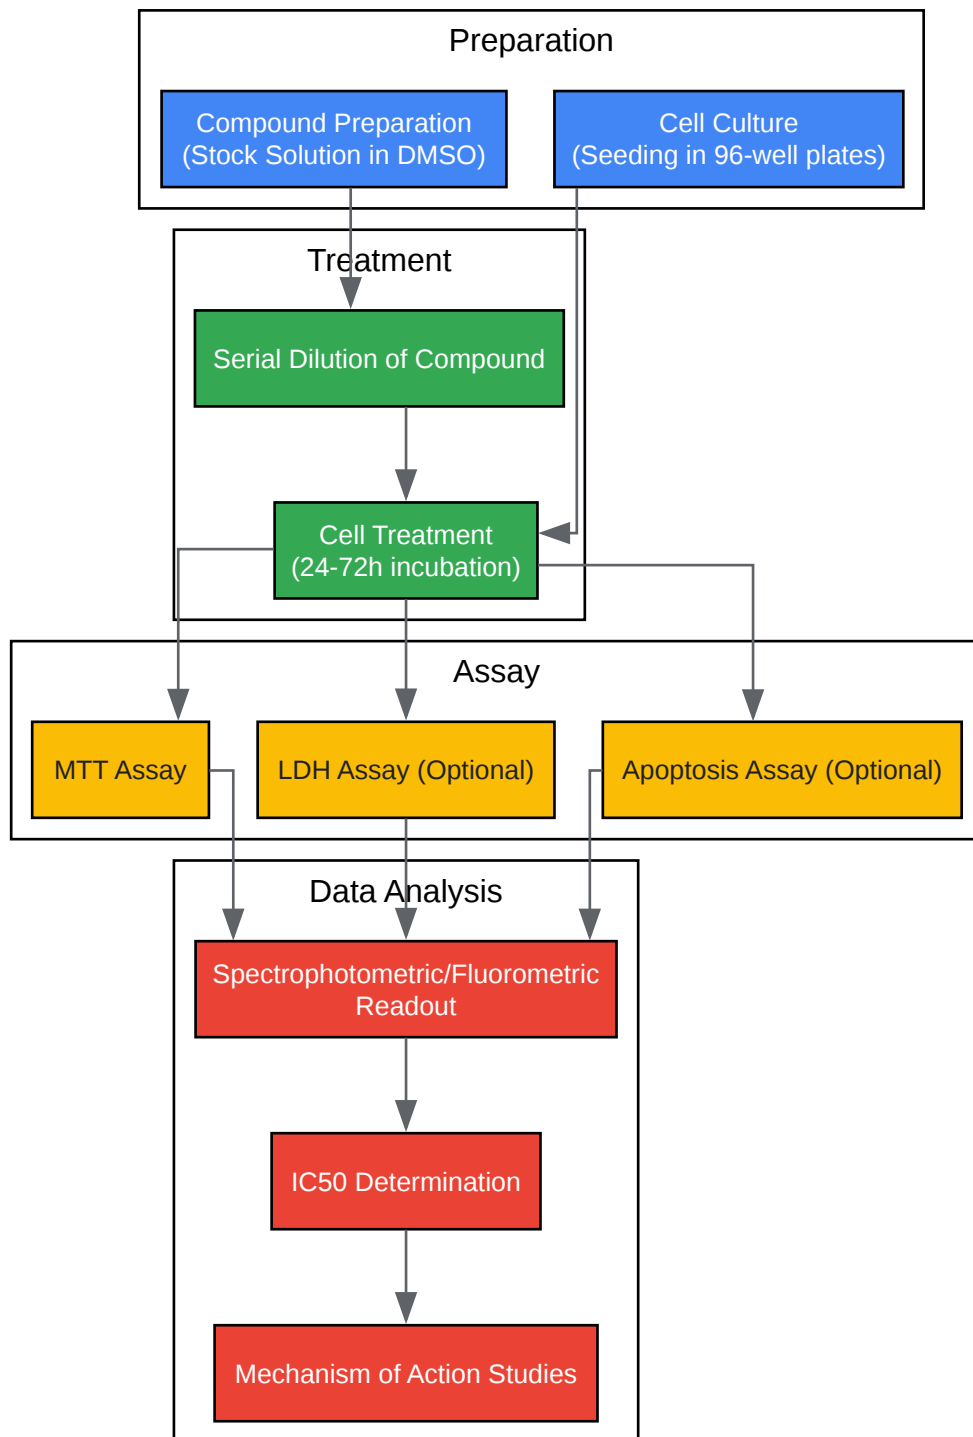 Preparation
Compound Preparation
(Stock Solution in DMSO)
Cell Culture
(Seeding in 96-well plates)
Treatment
Serial Dilution of Compound
Cell Treatment
(24-72h incubation)
Assay
MTT Assay
LDH Assay (Optional)
Apoptosis Assay (Optional)
Data Analysis
Spectrophotometric/Fluorometric
Readout
IC50 Determination
Mechanism of Action Studies